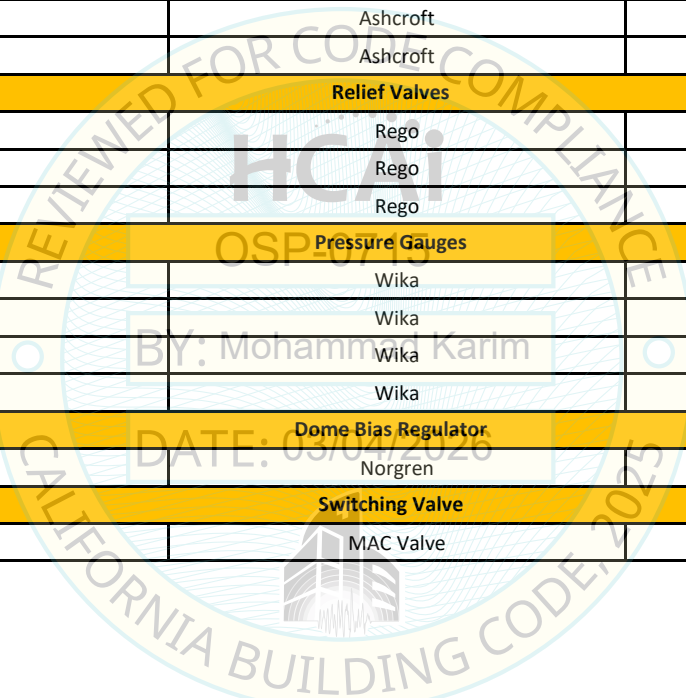 Ashcroft
Ashcroft
Relief Valves
Rego
Rego
Rego
Pressure Gauges
Wika
Wika
Wika
Wika
Dome Bias Regulator
Norgren
Switching Valve
MAC Valve
REVIEWED FOR CODE COMPLIANCE
HCAi
OSP-0715
BY: Mohammad Karim
DATE: 03/04/2026
CALIFORNIA BUILDING CODE, 2025